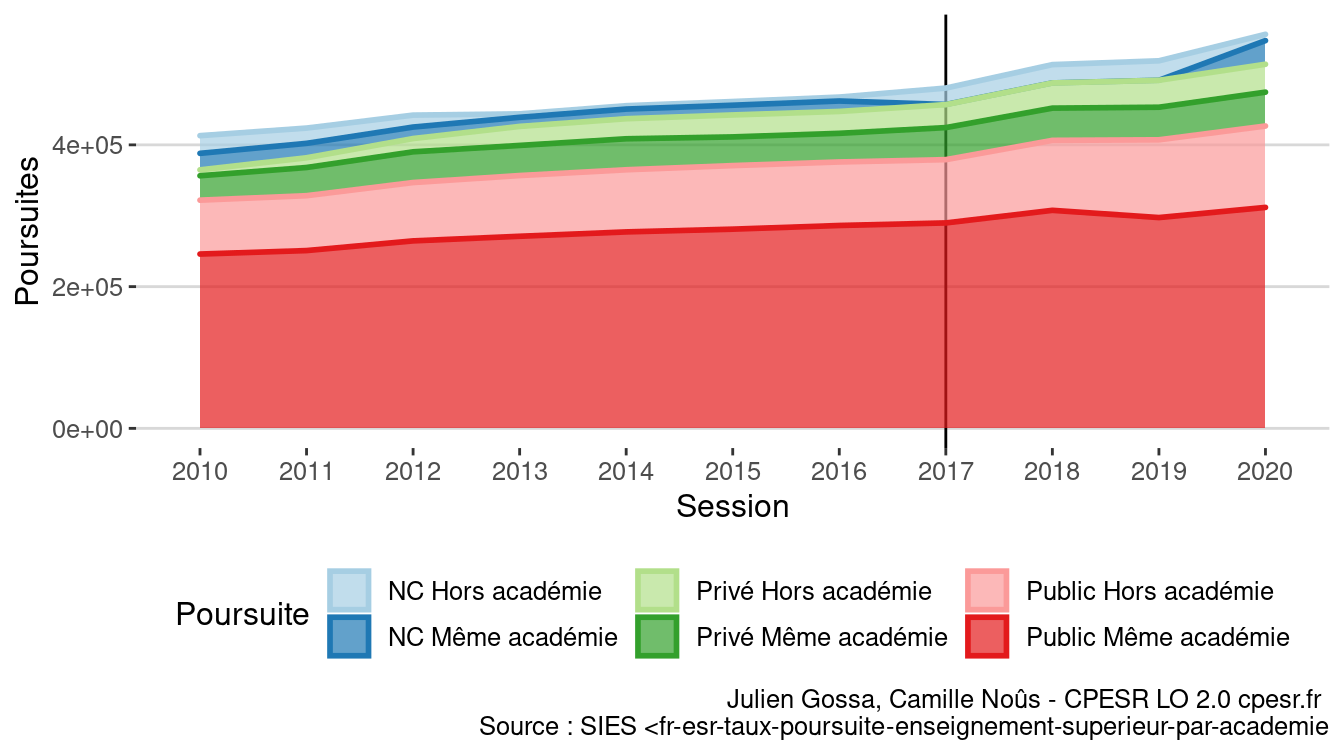 Poursuites
4e+05
2e+05
0e+00
2010 2011 2012 2013 2014 2015 2016 2017 2018 2019 2020
Session
Poursuite
NC Hors académie Privé Hors académie Public Hors académie
NC Même académie Privé Même académie Public Même académie
Julien Gossa, Camille Noûs - CPESR LO 2.0 cpesr.fr
Source : SIES <fr-esr-taux-poursuite-enseignement-superieur-par-academie